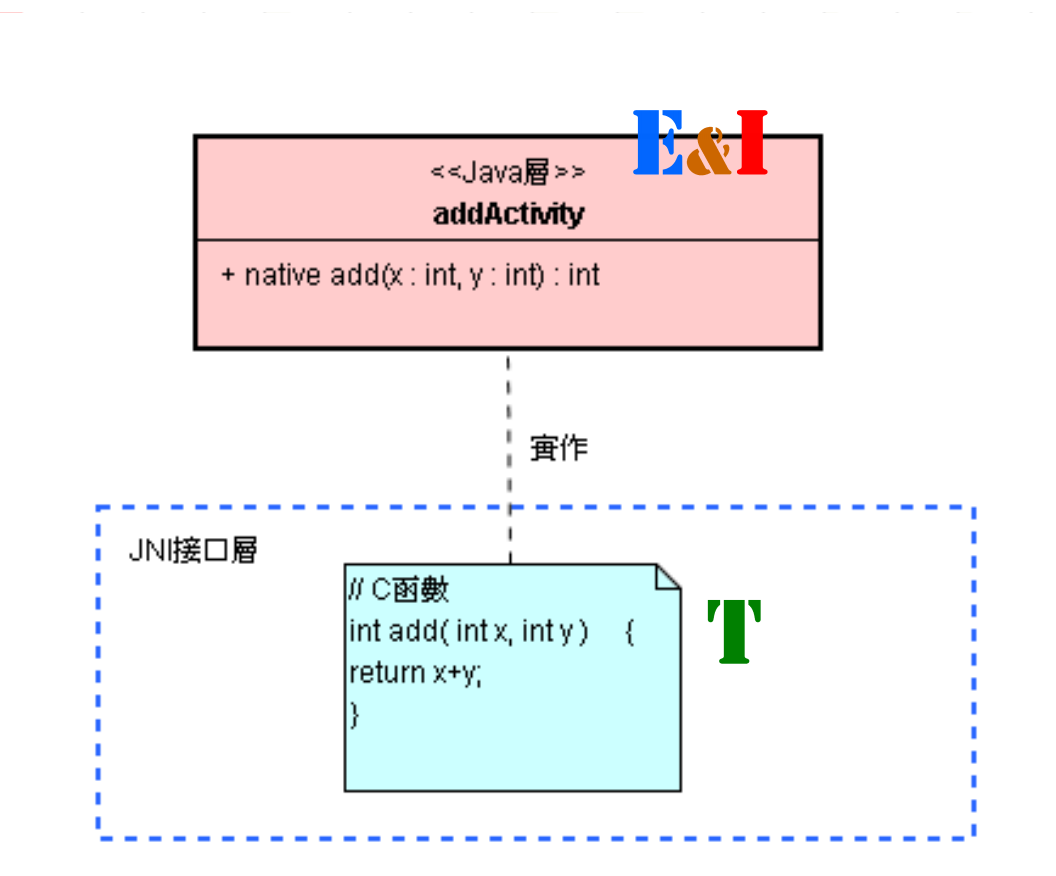 E&I
<<Java層>>
addActivity
+ native add(x : int, y : int) : int
實作
JNI接口層
// C函數
int add( int x, int y ) {
return x+y;
}
T